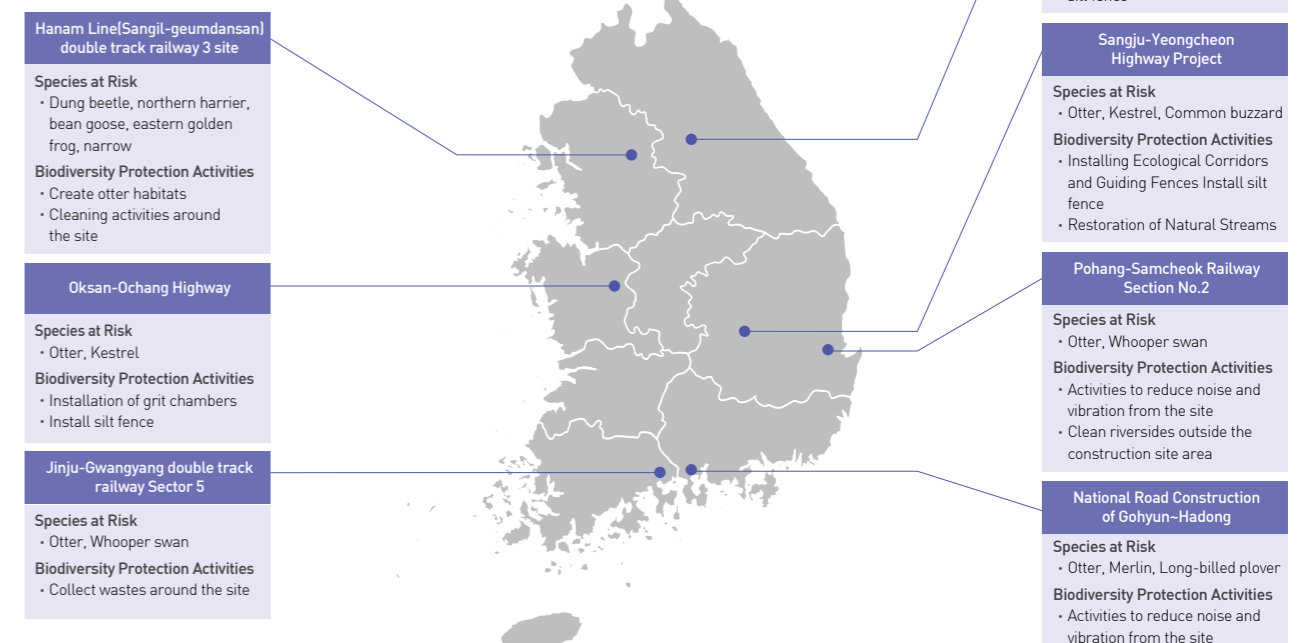 Hanam Line(Sangil-geumdansan)
double track railway 3 site
Species at Risk
· Dung beetle, northern harrier,
bean goose, eastern golden
frog, narrow
Biodiversity Protection Activities
· Create otter habitats
· Cleaning activities around
the site
Oksan-Ochang Highway
Species at Risk
· Otter, Kestrel
Biodiversity Protection Activities
· Installation of grit chambers
· Install silt fence
Jinju-Gwangyang double track
railway Sector 5
Species at Risk
· Otter, Whooper swan
Biodiversity Protection Activities
· Collect wastes around the site
Sangju-Yeongcheon
Highway Project
Species at Risk
· Otter, Kestrel, Common buzzard
Biodiversity Protection Activities
· Installing Ecological Corridors
and Guiding Fences Install silt
fence
· Restoration of Natural Streams
Pohang-Samcheok Railway
Section No.2
Species at Risk
· Otter, Whooper swan
Biodiversity Protection Activities
· Activities to reduce noise and
vibration from the site
· Clean riversides outside the
construction site area
National Road Construction
of Gohyun~Hadong
Species at Risk
· Otter, Merlin, Long-billed plover
Biodiversity Protection Activities
· Activities to reduce noise and
vibration from the site